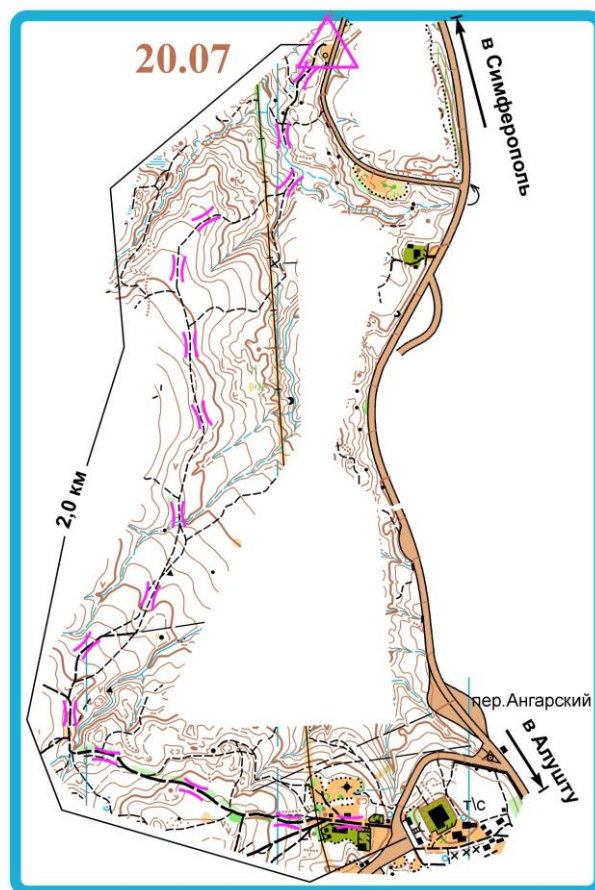 20.07
в Симферополь
2,0 км
пер.Ангарский
в Алушту
т\с